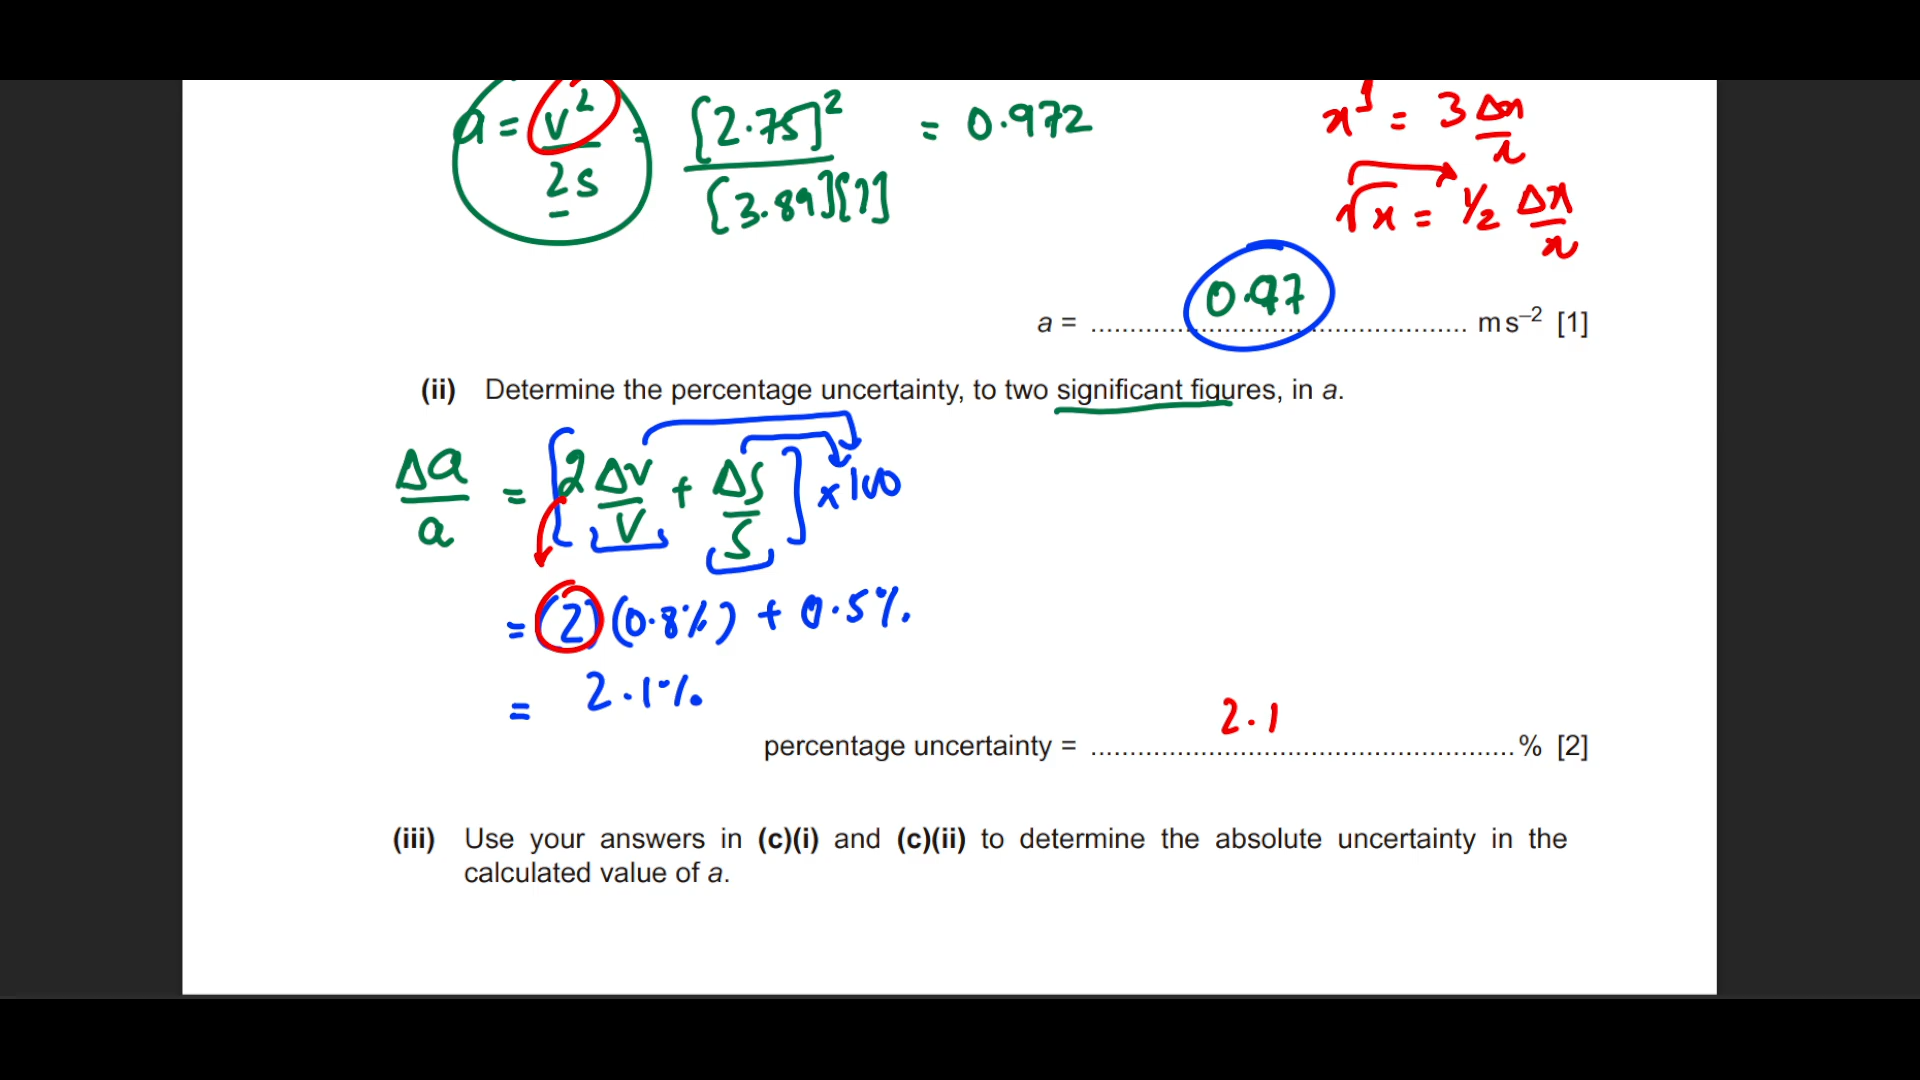 a = v² / 2s = [2.75]² / [3.89][2] = 0.972
x³ = 3 Δx/x
√x = ½ Δx/x
0.97
a = ................................................ m s⁻² [1]
(ii) Determine the percentage uncertainty, to two significant figures, in a.
Δa/a = [2 Δv/v + Δs/s] × 100
= (2)(0.8%) + 0.5%.
= 2.1%
2.1
percentage uncertainty = ...................................................... % [2]
(iii) Use your answers in (c)(i) and (c)(ii) to determine the absolute uncertainty in the
calculated value of a.